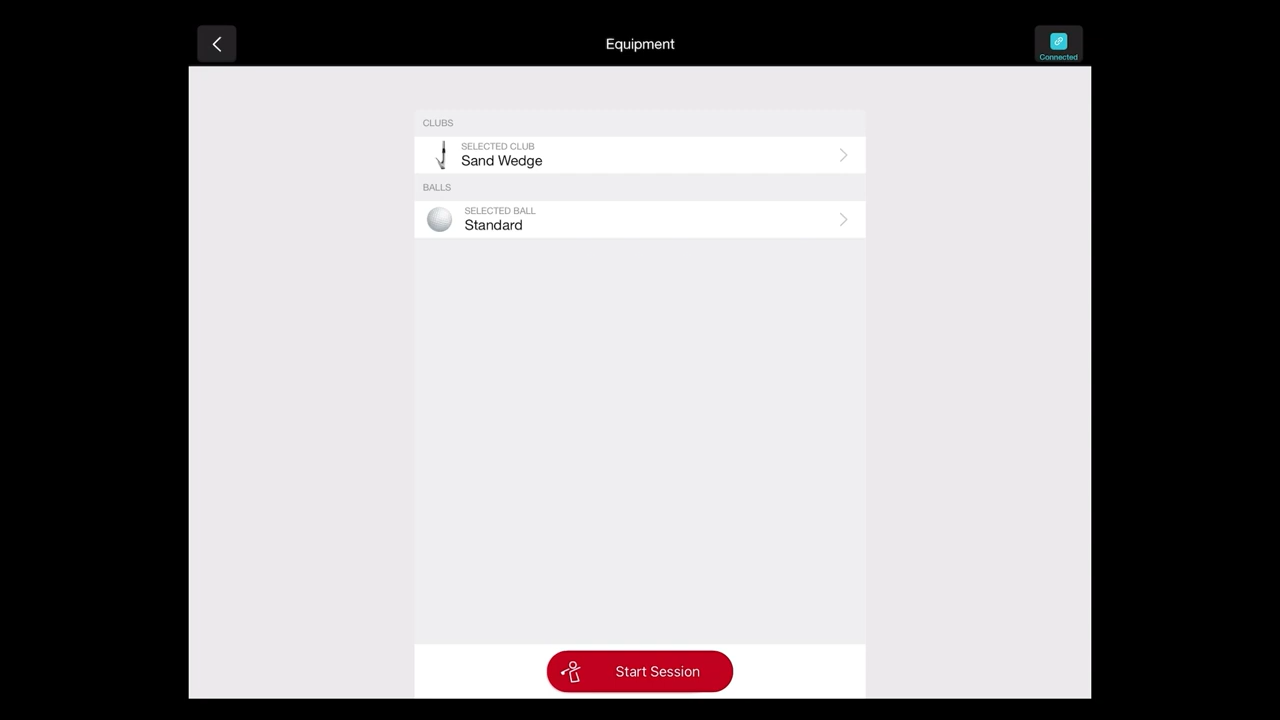 Equipment
Connected
CLUBS
SELECTED CLUB
Sand Wedge
BALLS
SELECTED BALL
Standard
Start Session